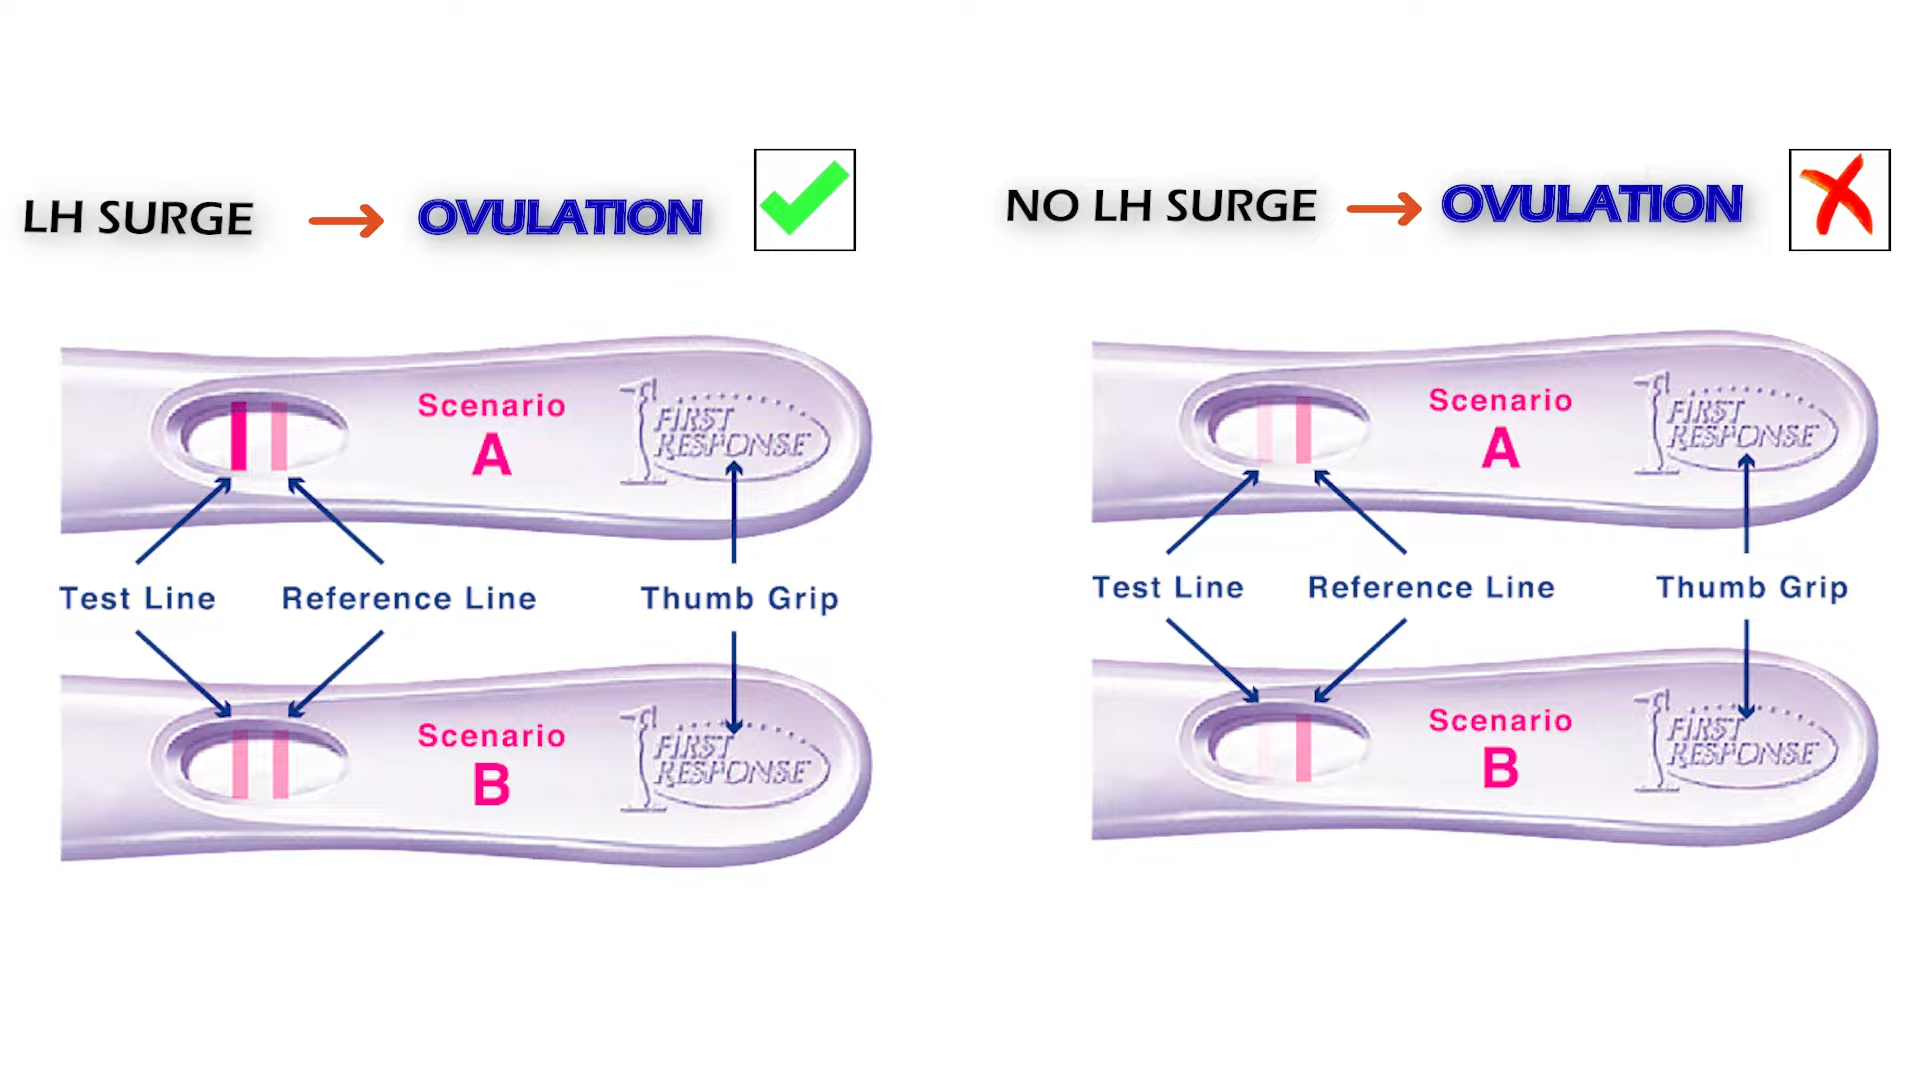 LH SURGE → OVULATION
Scenario
A
FIRST
RESPONSE
Test Line Reference Line Thumb Grip
Scenario
B
FIRST
RESPONSE
NO LH SURGE → OVULATION
Scenario
A
FIRST
RESPONSE
Test Line Reference Line Thumb Grip
Scenario
B
FIRST
RESPONSE